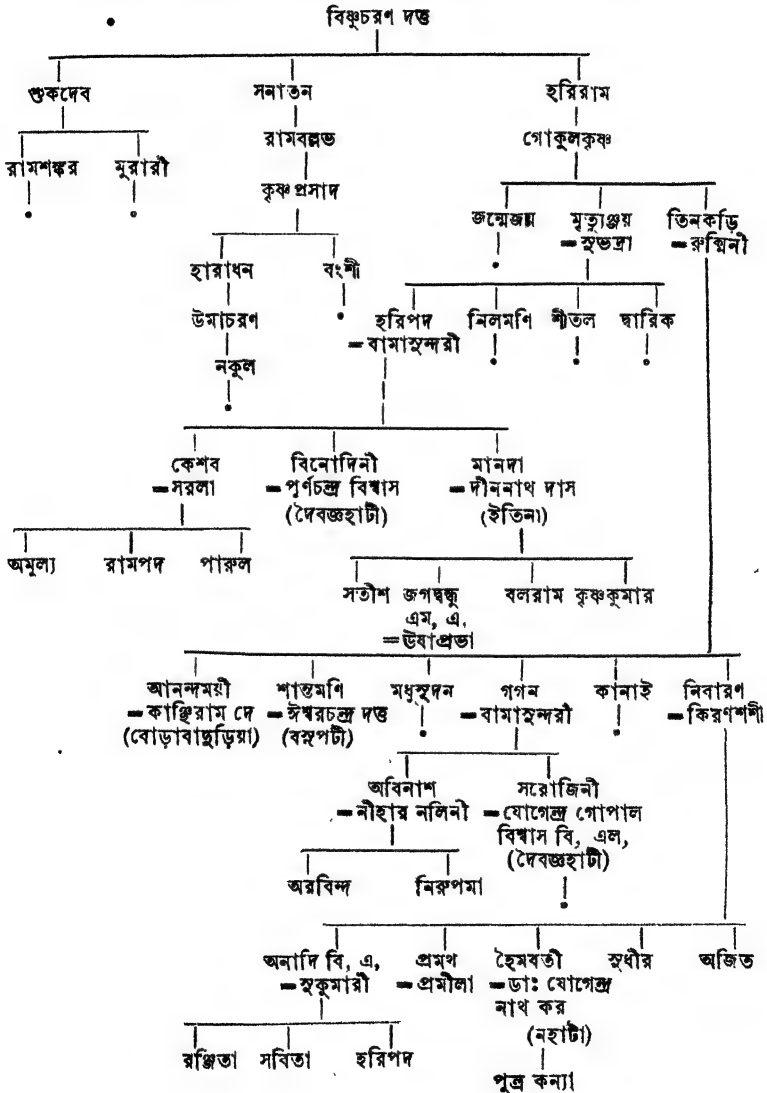 বিষ্ণুচরণ দত্ত
শুকদেব সনাতন হরিরাম
রামবল্লভ গোকুলকৃষ্ণ
রামশঙ্কর মুরারী
কৃষ্ণপ্রসাদ
জন্মেজয় মৃত্যুঞ্জয় তিনকড়ি
=সুভদ্রা =রুক্মিনী
হারাধন বংশী
উমাচরণ হরিপদ নিলমণি শীতল দ্বারিক
=বামাসুন্দরী
নকুল
কেশব বিনোদিনী মানদা
=সরলা =পূর্ণচন্দ্র বিশ্বাস =দীননাথ দাস
(দৈবজ্ঞহাটী) (ইতিনা)
অমূল্য রামপদ পারুল
সতীশ জগদ্বন্ধু বলরাম কৃষ্ণকুমার
এম, এ,
=ঊষাপ্রভা
আনন্দময়ী শান্তমণি মধুসূদন গগন কানাই নিবারণ
=কাঞ্ছিরাম দে =ঈশ্বরচন্দ্র দত্ত =বামাসুন্দরী =কিরণশশী
(বোড়াবাদুড়িয়া) (বসুপটী)
অবিনাশ সরোজিনী
=নীহার নলিনী =যোগেন্দ্র গোপাল
বিশ্বাস বি, এল,
(দৈবজ্ঞহাটী)
অরবিন্দ নিরুপমা
অনাদি বি, এ, প্রমথ হৈমবতী সুধীর অজিত
=সুকুমারী =প্রমীলা =ডাঃ যোগেন্দ্র
নাথ কর
(নহাটা)
রঞ্জিতা সবিতা হরিপদ
পুত্র কন্যা